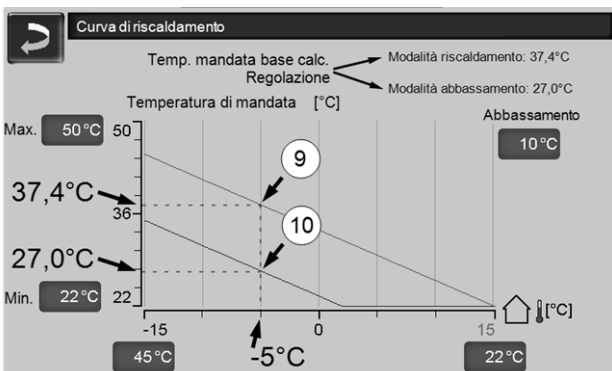 Curva di riscaldamento
Temp. mandata base calc.
Regolazione
Modalità riscaldamento: 37,4°C
Modalità abbassamento: 27,0°C
Temperatura di mandata [°C]
Abbassamento
10°C
Max. 50°C
50
9
37,4°C
36
10
27,0°C
Min. 22°C
22
[°C]
-15
0
15
45°C
-5°C
22°C